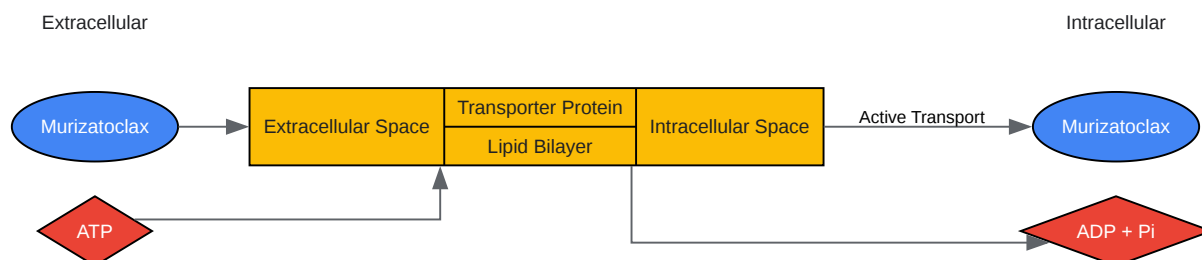 Extracellular
Intracellular
Murizatoclax
Extracellular Space
Transporter Protein
Lipid Bilayer
Intracellular Space
Active Transport
Murizatoclax
ATP
ADP + Pi